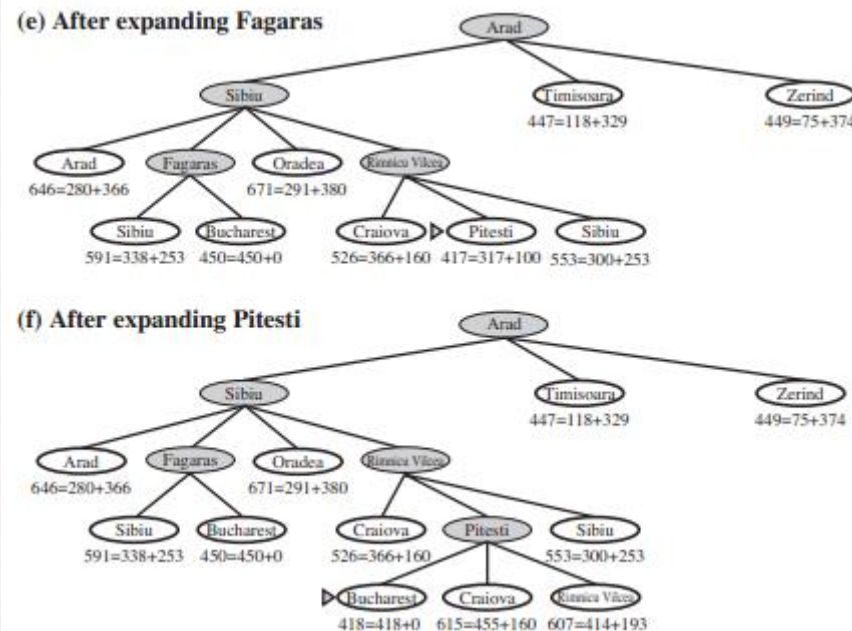 (e) After expanding Fagaras
Arad
Sibiu Timisoara Zerind
447=118+329 449=75+374
Arad Fagaras Oradea Rimnicu Vilcea
646=280+366 671=291+380
Sibiu Bucharest Craiova Pitesti Sibiu
591=338+253 450=450+0 526=366+160 417=317+100 553=300+253
(f) After expanding Pitesti
Arad
Sibiu Timisoara Zerind
447=118+329 449=75+374
Arad Fagaras Oradea Rimnicu Vilcea
646=280+366 671=291+380
Sibiu Bucharest Craiova Pitesti Sibiu
591=338+253 450=450+0 526=366+160 553=300+253
Bucharest Craiova Rimnicu Vilcea
418=418+0 615=455+160 607=414+193